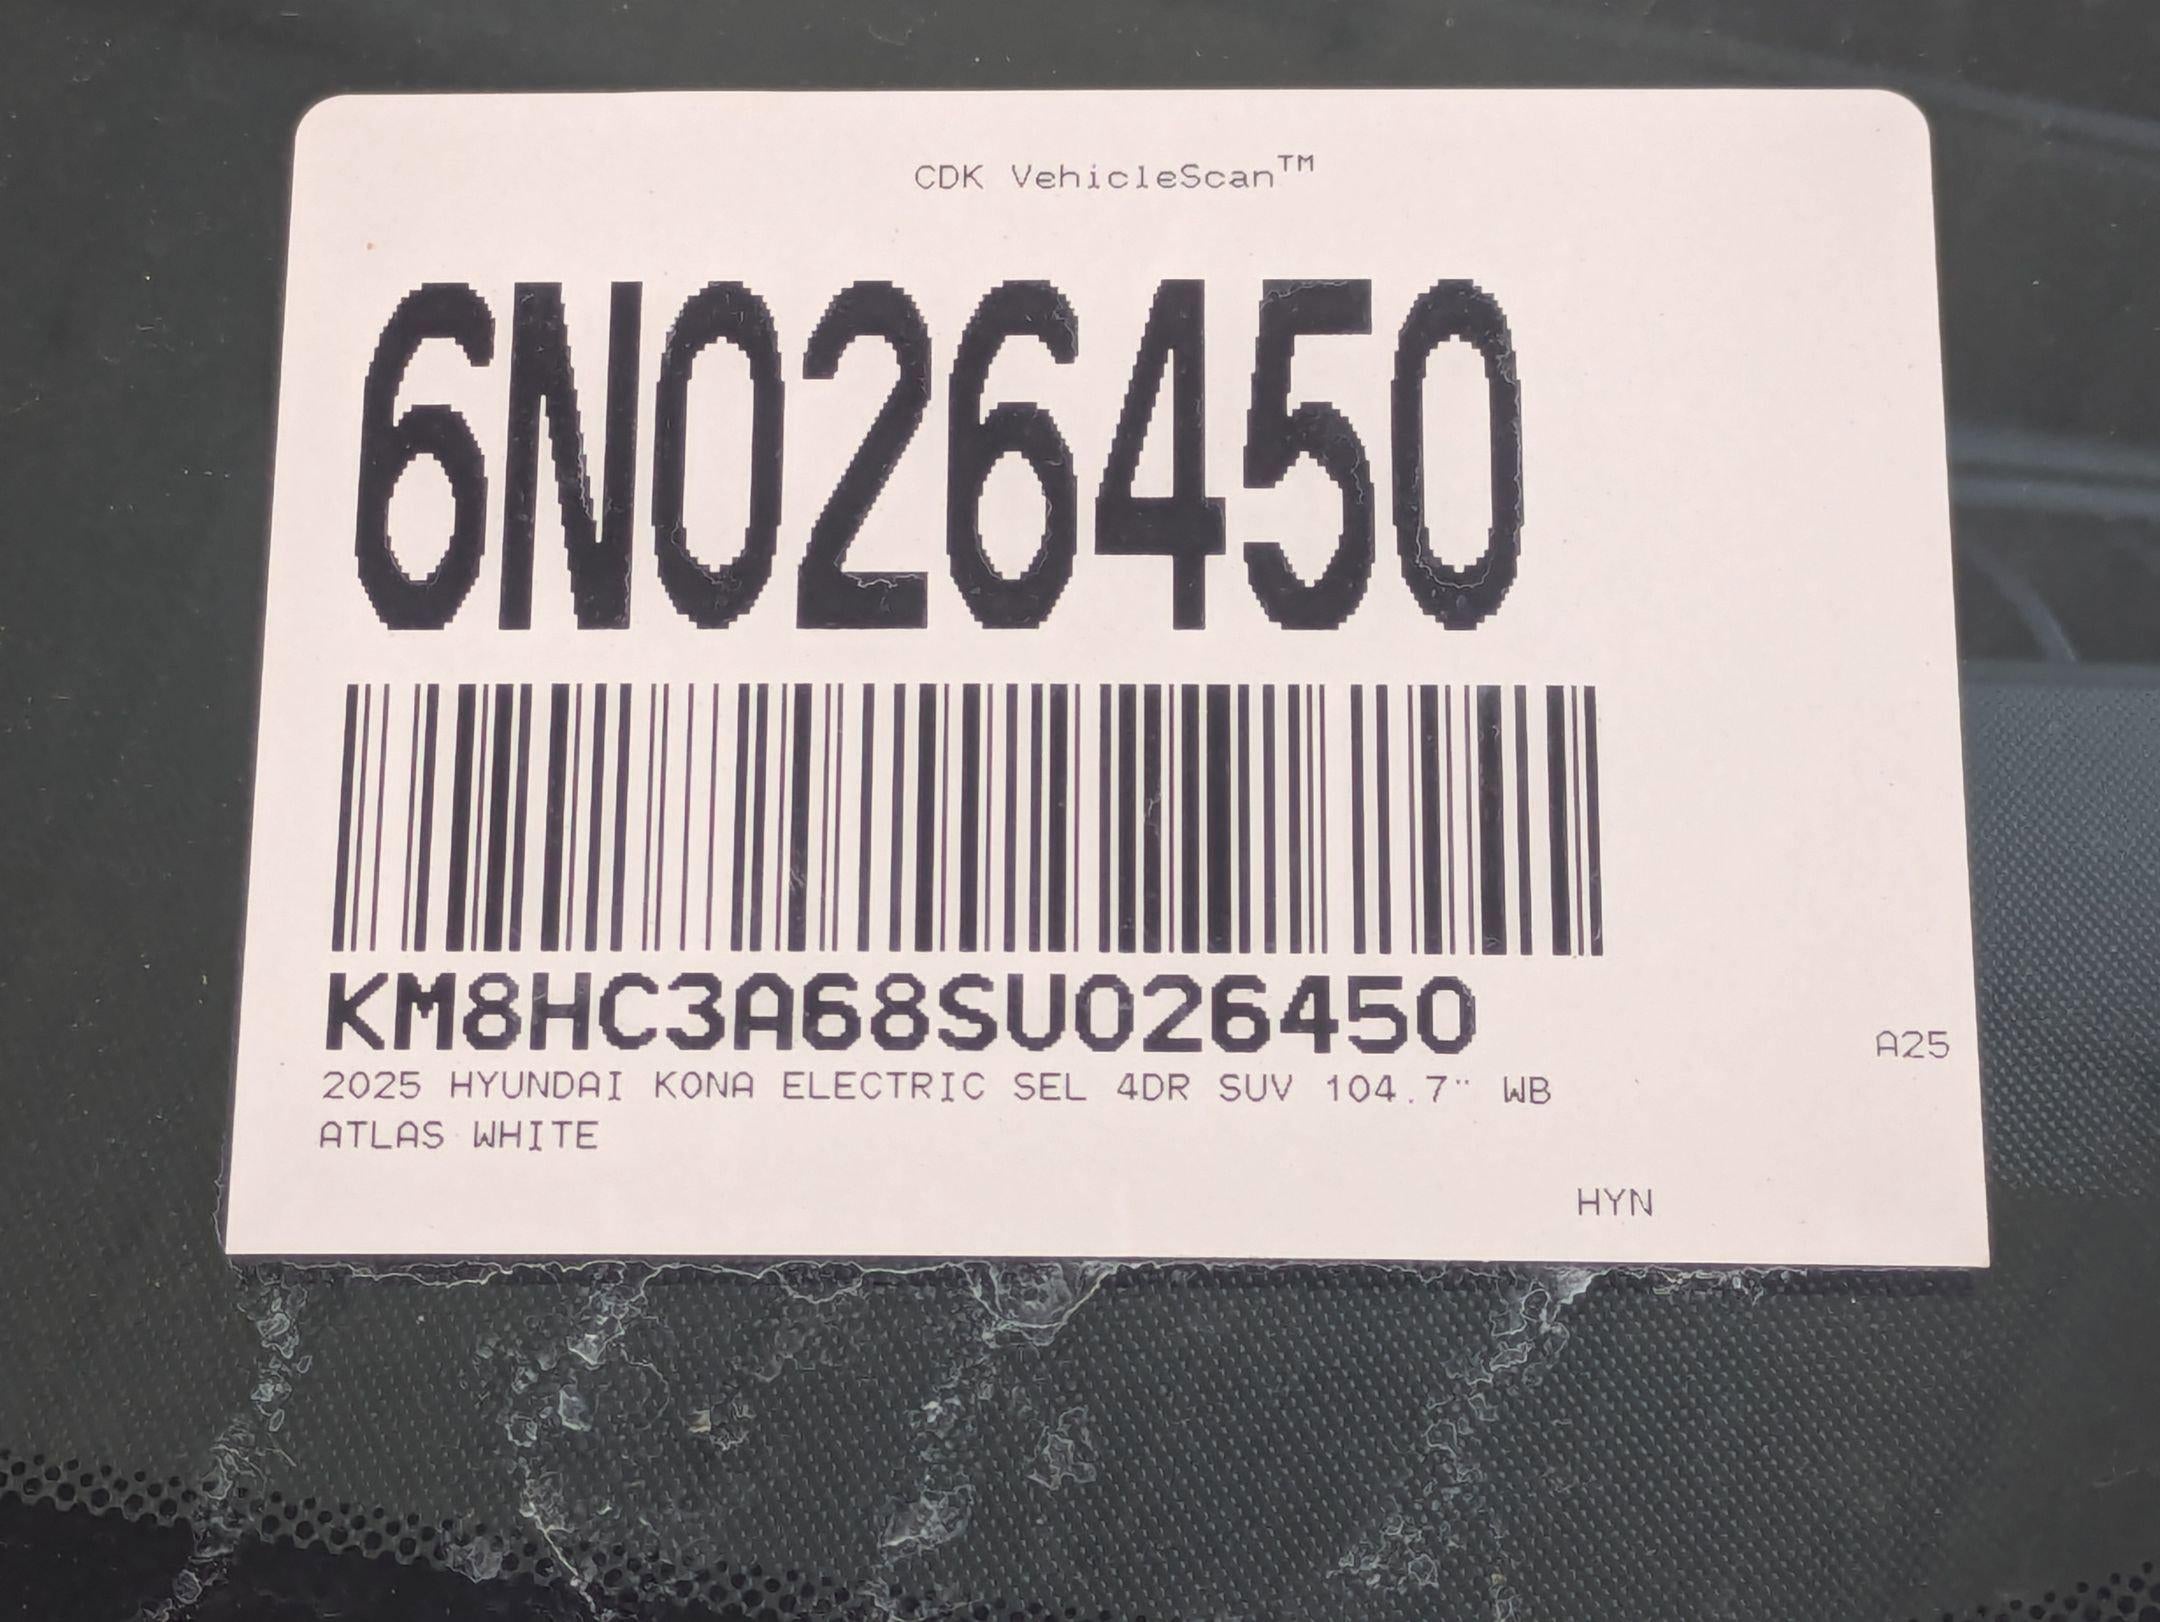 CDK VehicleScan™
6N026450
KM8HC3A68SU026450
A25
2025 HYUNDAI KONA ELECTRIC SEL 4DR SUV 104.7" WB
ATLAS WHITE
HYN